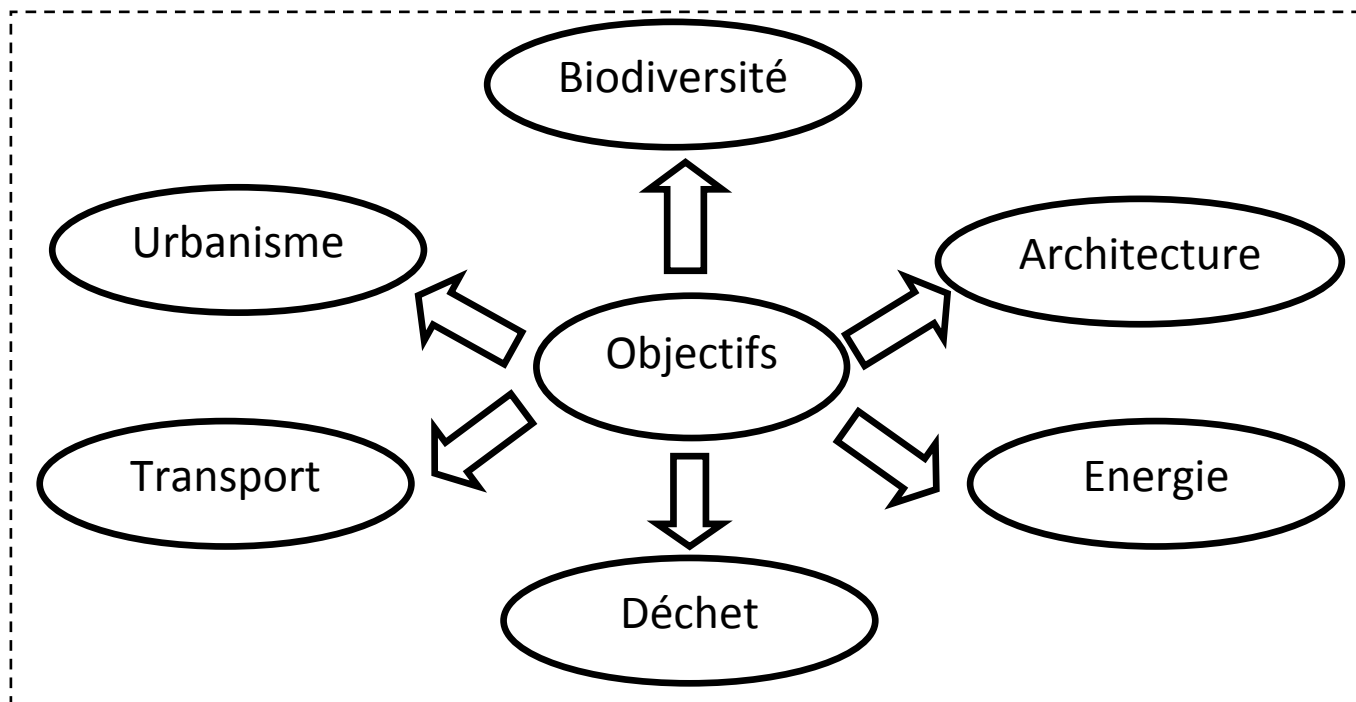 Biodiversité
Urbanisme
Architecture
Objectifs
Transport
Energie
Déchet